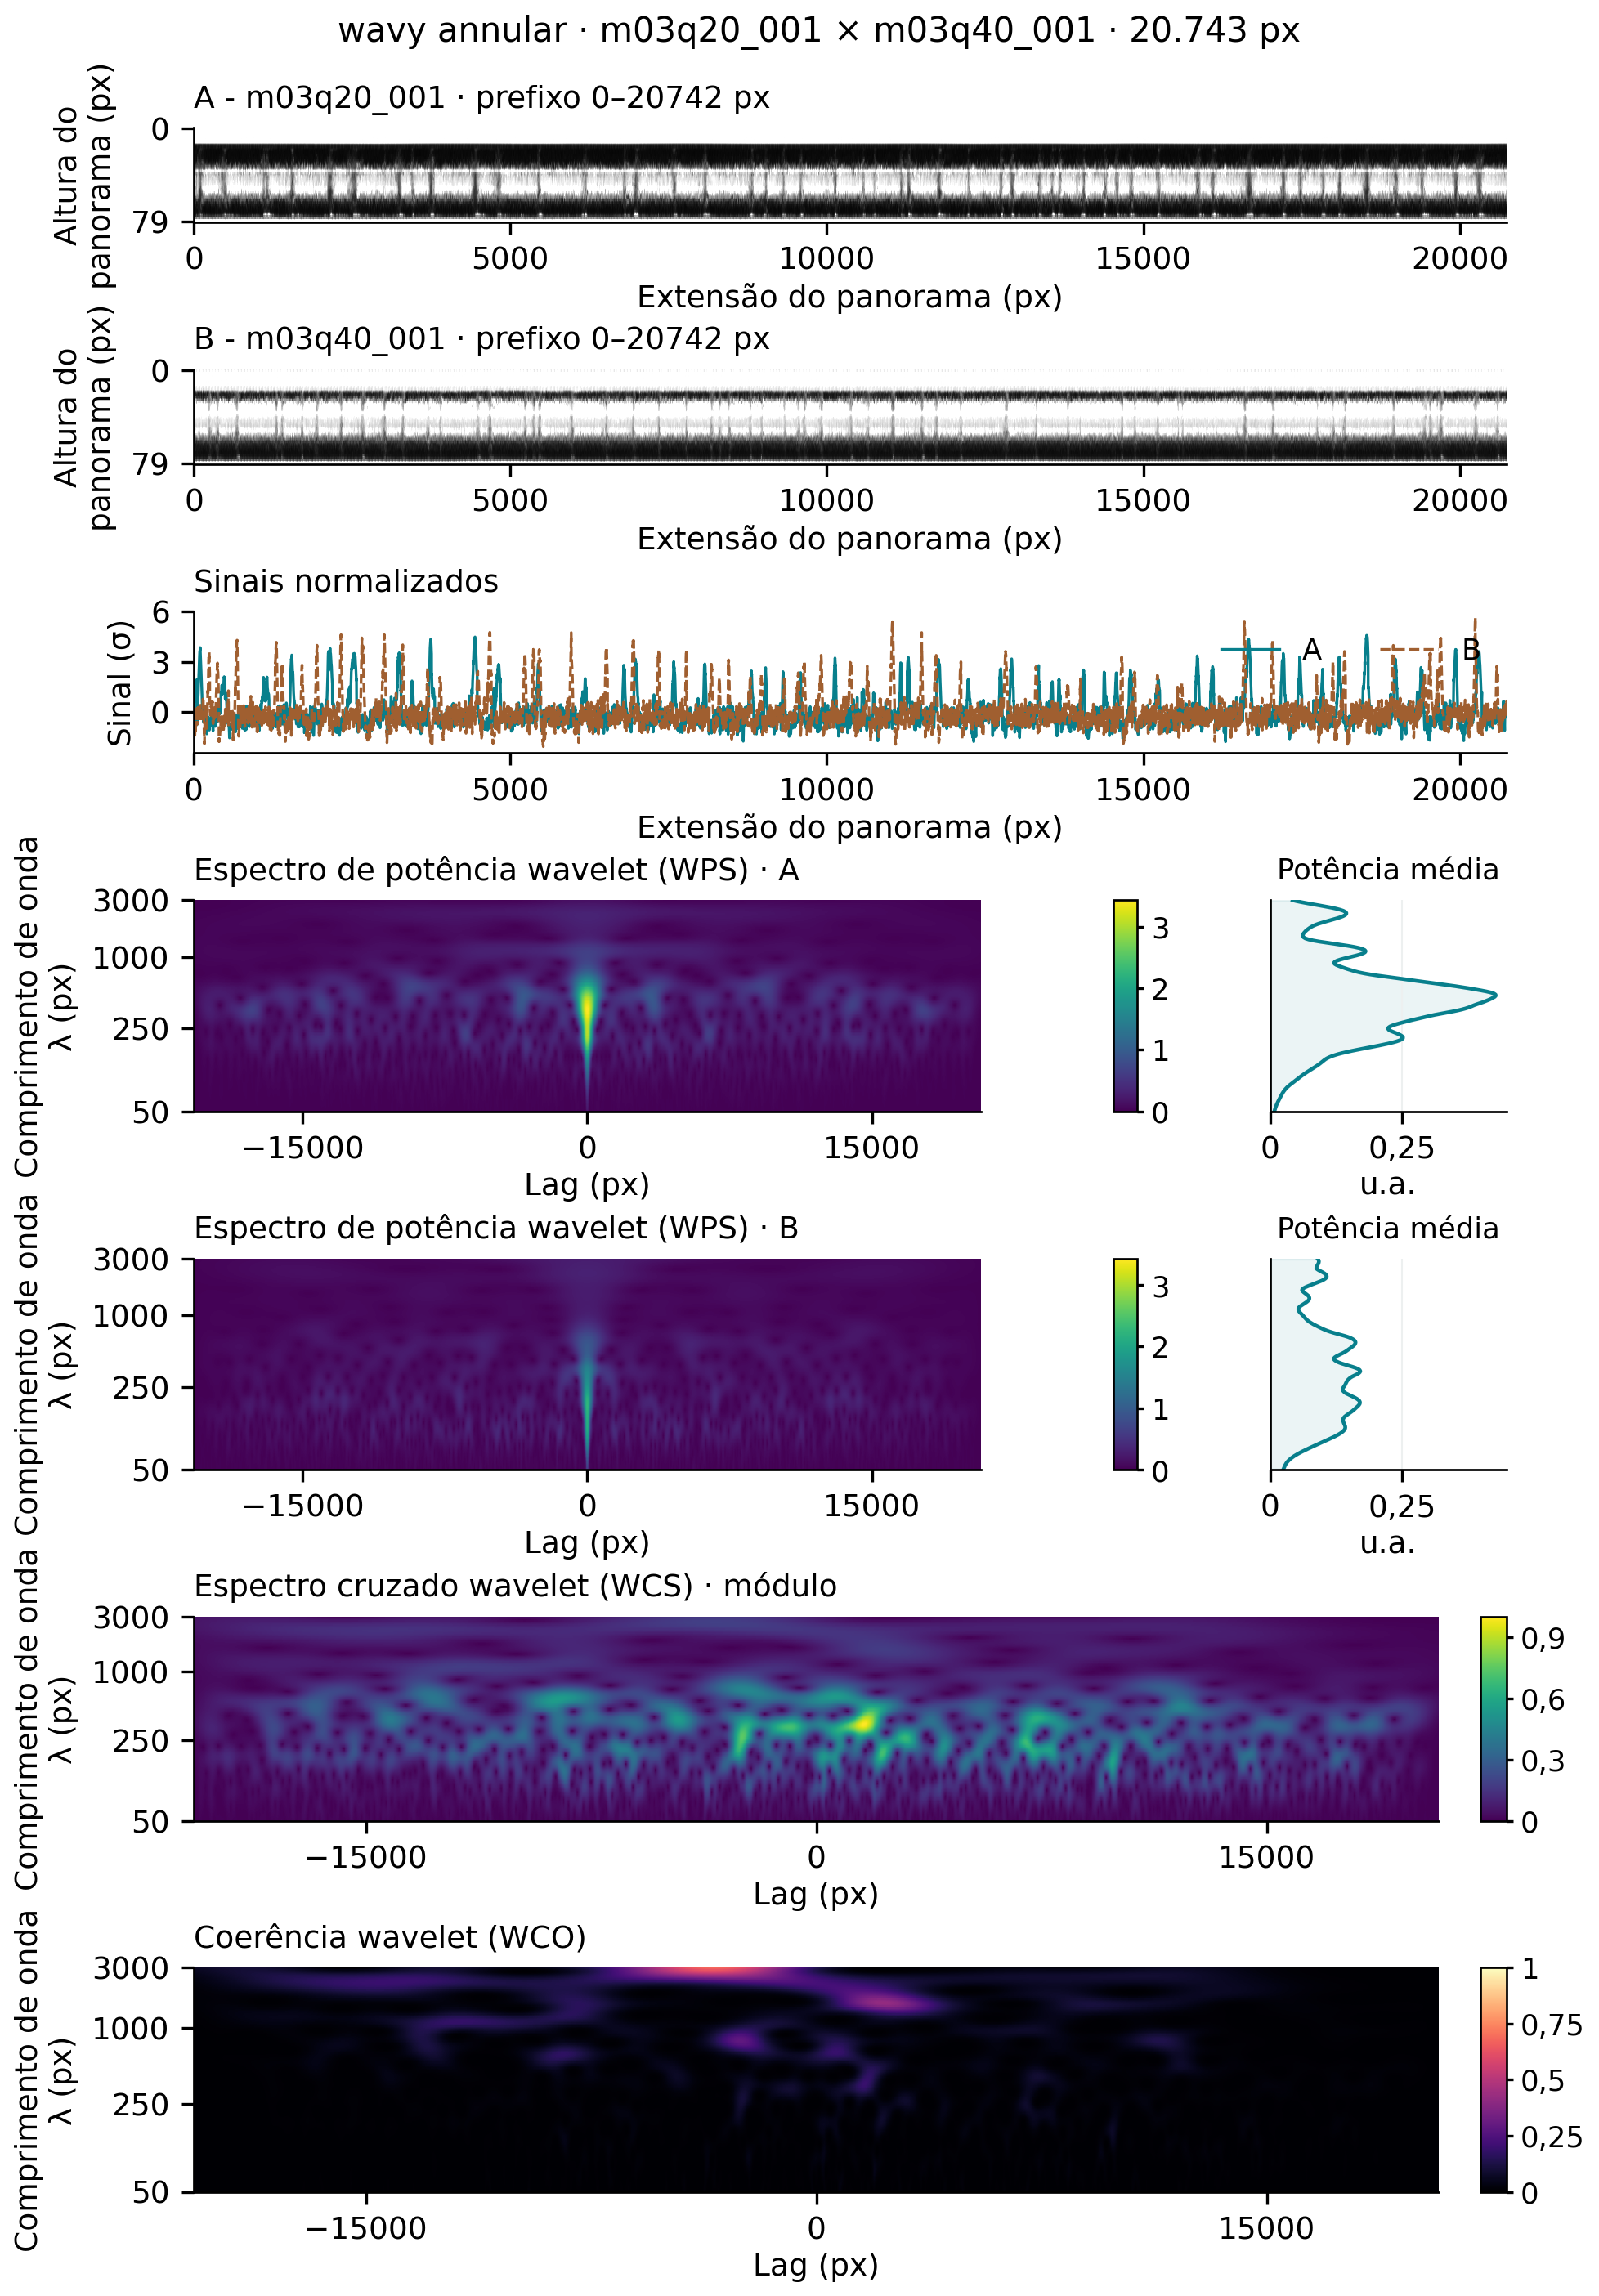 wavy annular · m03q20_001 × m03q40_001 · 20.743 px
A - m03q20_001 · prefixo 0–20742 px
Altura do
panorama (px)
0
79
0 5000 10000 15000 20000
Extensão do panorama (px)
B - m03q40_001 · prefixo 0–20742 px
Altura do
panorama (px)
0
79
0 5000 10000 15000 20000
Extensão do panorama (px)
Sinais normalizados
Sinal (σ)
6
3
0
A B
0 5000 10000 15000 20000
Extensão do panorama (px)
Espectro de potência wavelet (WPS) · A
Comprimento de onda
λ (px)
3000
1000
250
50
−15000 0 15000
Lag (px)
3
2
1
0
Potência média
0 0,25
u.a.
Espectro de potência wavelet (WPS) · B
Comprimento de onda
λ (px)
3000
1000
250
50
−15000 0 15000
Lag (px)
3
2
1
0
Potência média
0 0,25
u.a.
Espectro cruzado wavelet (WCS) · módulo
Comprimento de onda
λ (px)
3000
1000
250
50
−15000 0 15000
Lag (px)
0,9
0,6
0,3
0
Coerência wavelet (WCO)
Comprimento de onda
λ (px)
3000
1000
250
50
−15000 0 15000
Lag (px)
1
0,75
0,5
0,25
0